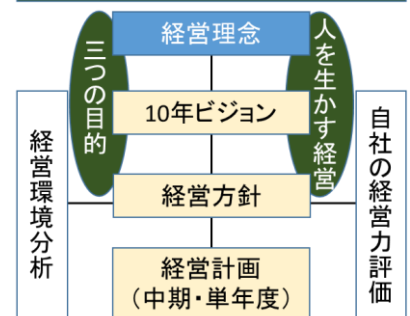 経営理念
三つの目的
人を生かす経営
10年ビジョン
経営環境分析
経営方針
自社の経営力評価
経営計画
（中期・単年度）